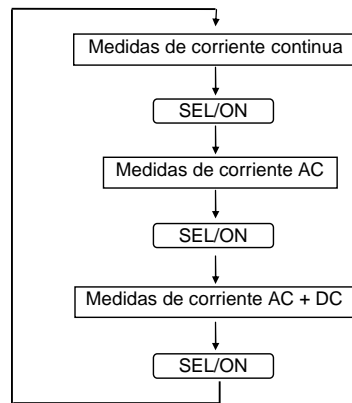 Medidas de corriente continua
SEL/ON
Medidas de corriente AC
SEL/ON
Medidas de corriente AC + DC
SEL/ON